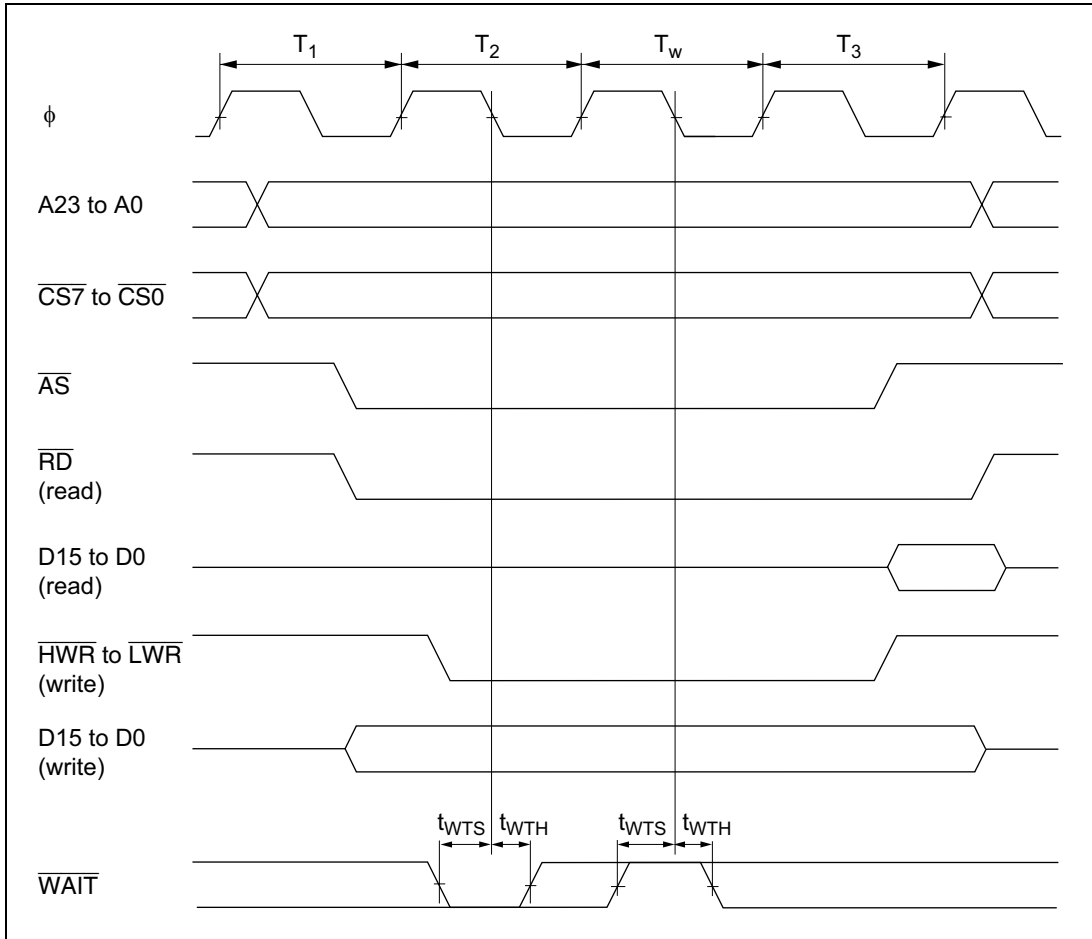 T1 T2 Tw T3
ϕ
A23 to A0
CS7 to CS0
AS
RD
(read)
D15 to D0
(read)
HWR to LWR
(write)
D15 to D0
(write)
tWTS tWTH tWTS tWTH
WAIT